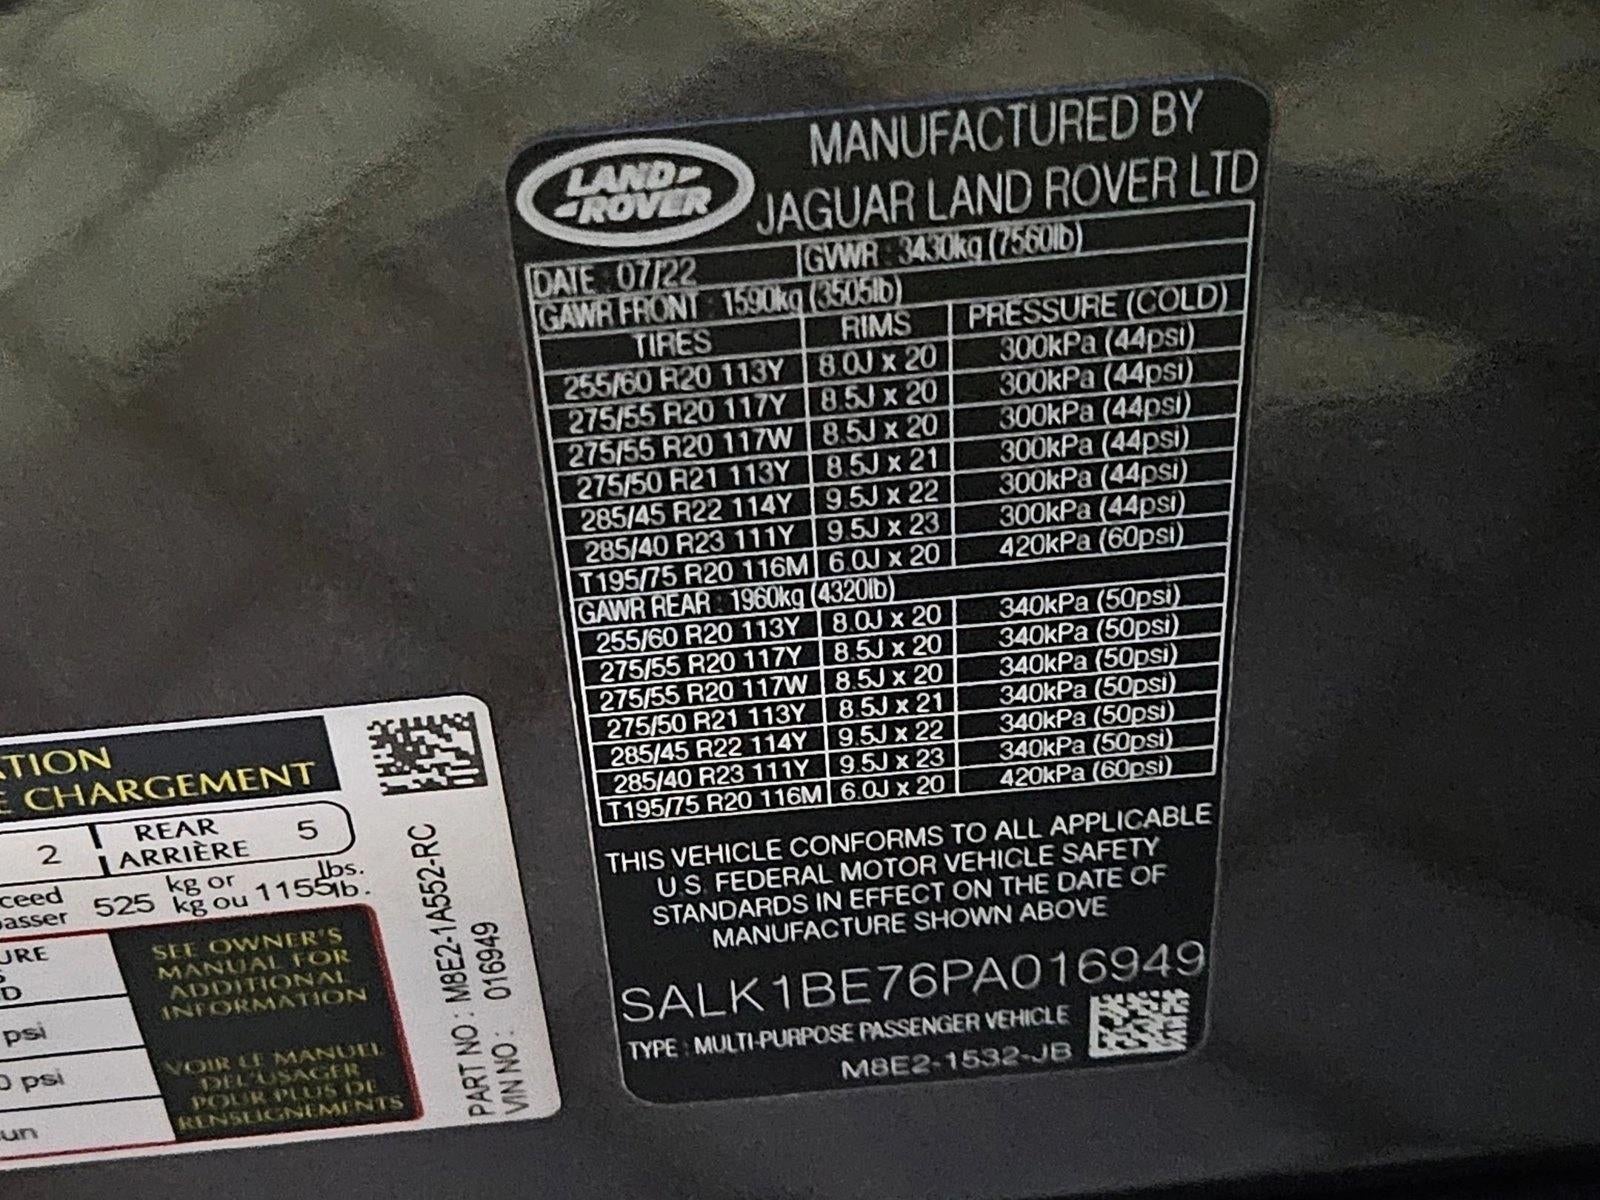 LAND-
-ROVER
MANUFACTURED BY
JAGUAR LAND ROVER LTD
DATE : 07/22 GVWR : 3430kg (7560lb)
GAWR FRONT : 1590kg (3505lb)
TIRES RIMS PRESSURE (COLD)
255/60 R20 113Y 8.0J x 20 300kPa (44psi)
275/55 R20 117Y 8.5J x 20 300kPa (44psi)
275/55 R20 117W 8.5J x 20 300kPa (44psi)
275/50 R21 113Y 8.5J x 21 300kPa (44psi)
285/45 R22 114Y 9.5J x 22 300kPa (44psi)
285/40 R23 111Y 9.5J x 23 300kPa (44psi)
T195/75 R20 116M 6.0J x 20 420kPa (60psi)
GAWR REAR : 1960kg (4320lb)
255/60 R20 113Y 8.0J x 20 340kPa (50psi)
275/55 R20 117Y 8.5J x 20 340kPa (50psi)
275/55 R20 117W 8.5J x 20 340kPa (50psi)
275/50 R21 113Y 8.5J x 21 340kPa (50psi)
285/45 R22 114Y 9.5J x 22 340kPa (50psi)
285/40 R23 111Y 9.5J x 23 340kPa (50psi)
T195/75 R20 116M 6.0J x 20 420kPa (60psi)
THIS VEHICLE CONFORMS TO ALL APPLICABLE
U.S. FEDERAL MOTOR VEHICLE SAFETY
STANDARDS IN EFFECT ON THE DATE OF
MANUFACTURE SHOWN ABOVE
SALK1BE76PA016949
TYPE : MULTI-PURPOSE PASSENGER VEHICLE
M8E2-1532-JB
ATION
E CHARGEMENT
2 REAR 5
ARRIÈRE
ceed 525 kg or 1155 lbs.
passer kg ou lb.
URE
S
D
psi
0 psi
un
SEE OWNER'S
MANUAL FOR
ADDITIONAL
INFORMATION
VOIR LE MANUEL
DEL'USAGER
POUR PLUS DE
RENSEIGNEMENTS
PART NO : M8E2-1A552-RC
VIN NO : 016949